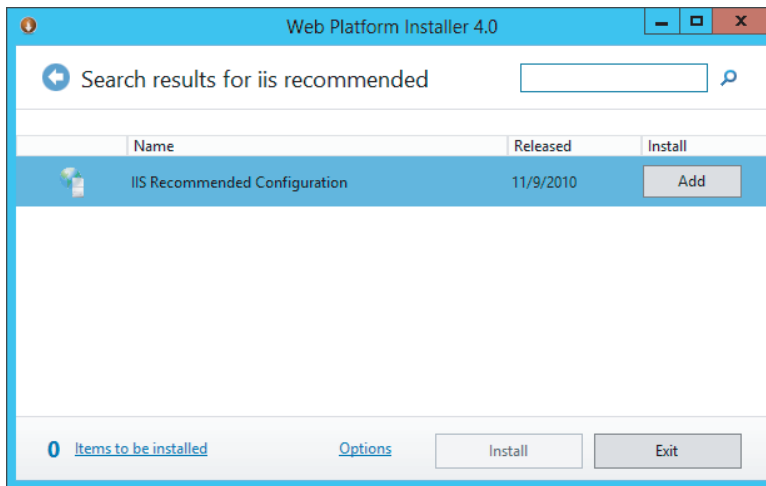 Web Platform Installer 4.0
Search results for iis recommended
Name Released Install
IIS Recommended Configuration 11/9/2010 Add
0 Items to be installed Options Install Exit